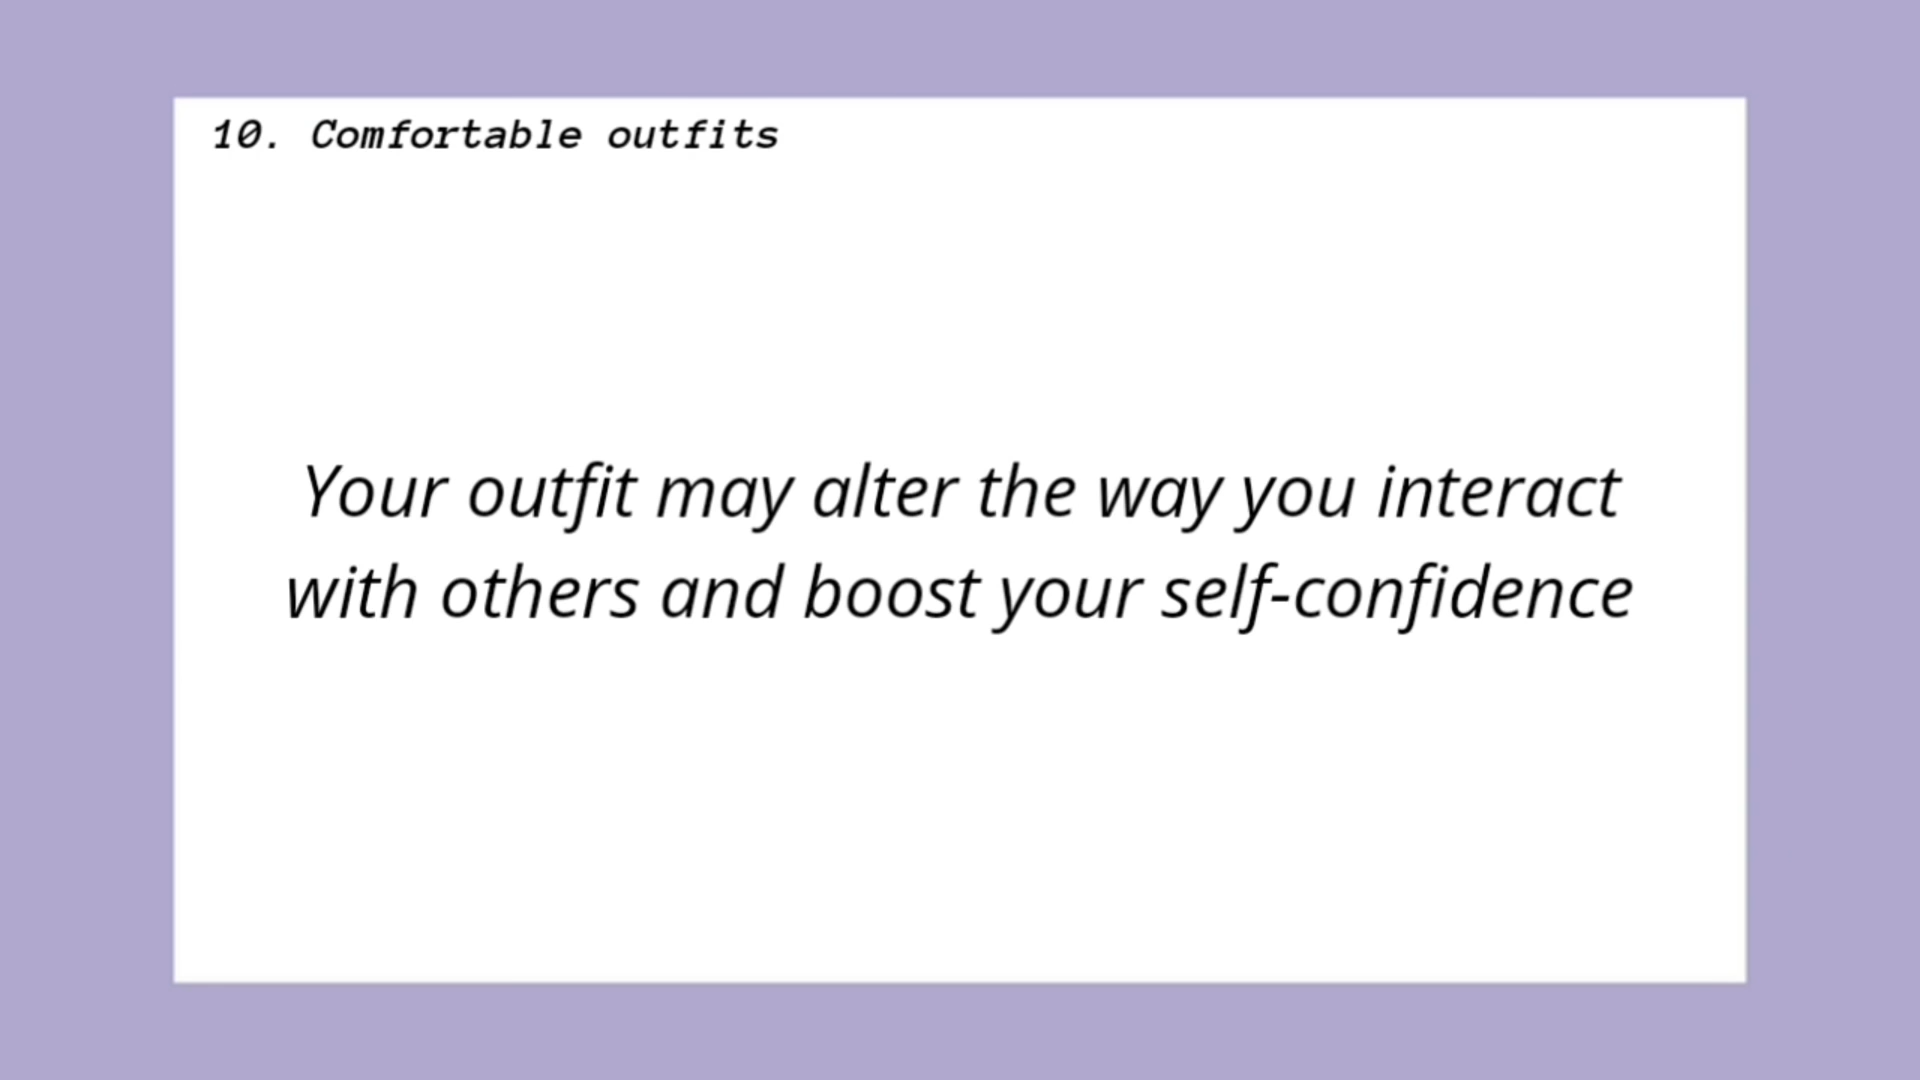 10. Comfortable outfits
Your outfit may alter the way you interact
with others and boost your self-confidence